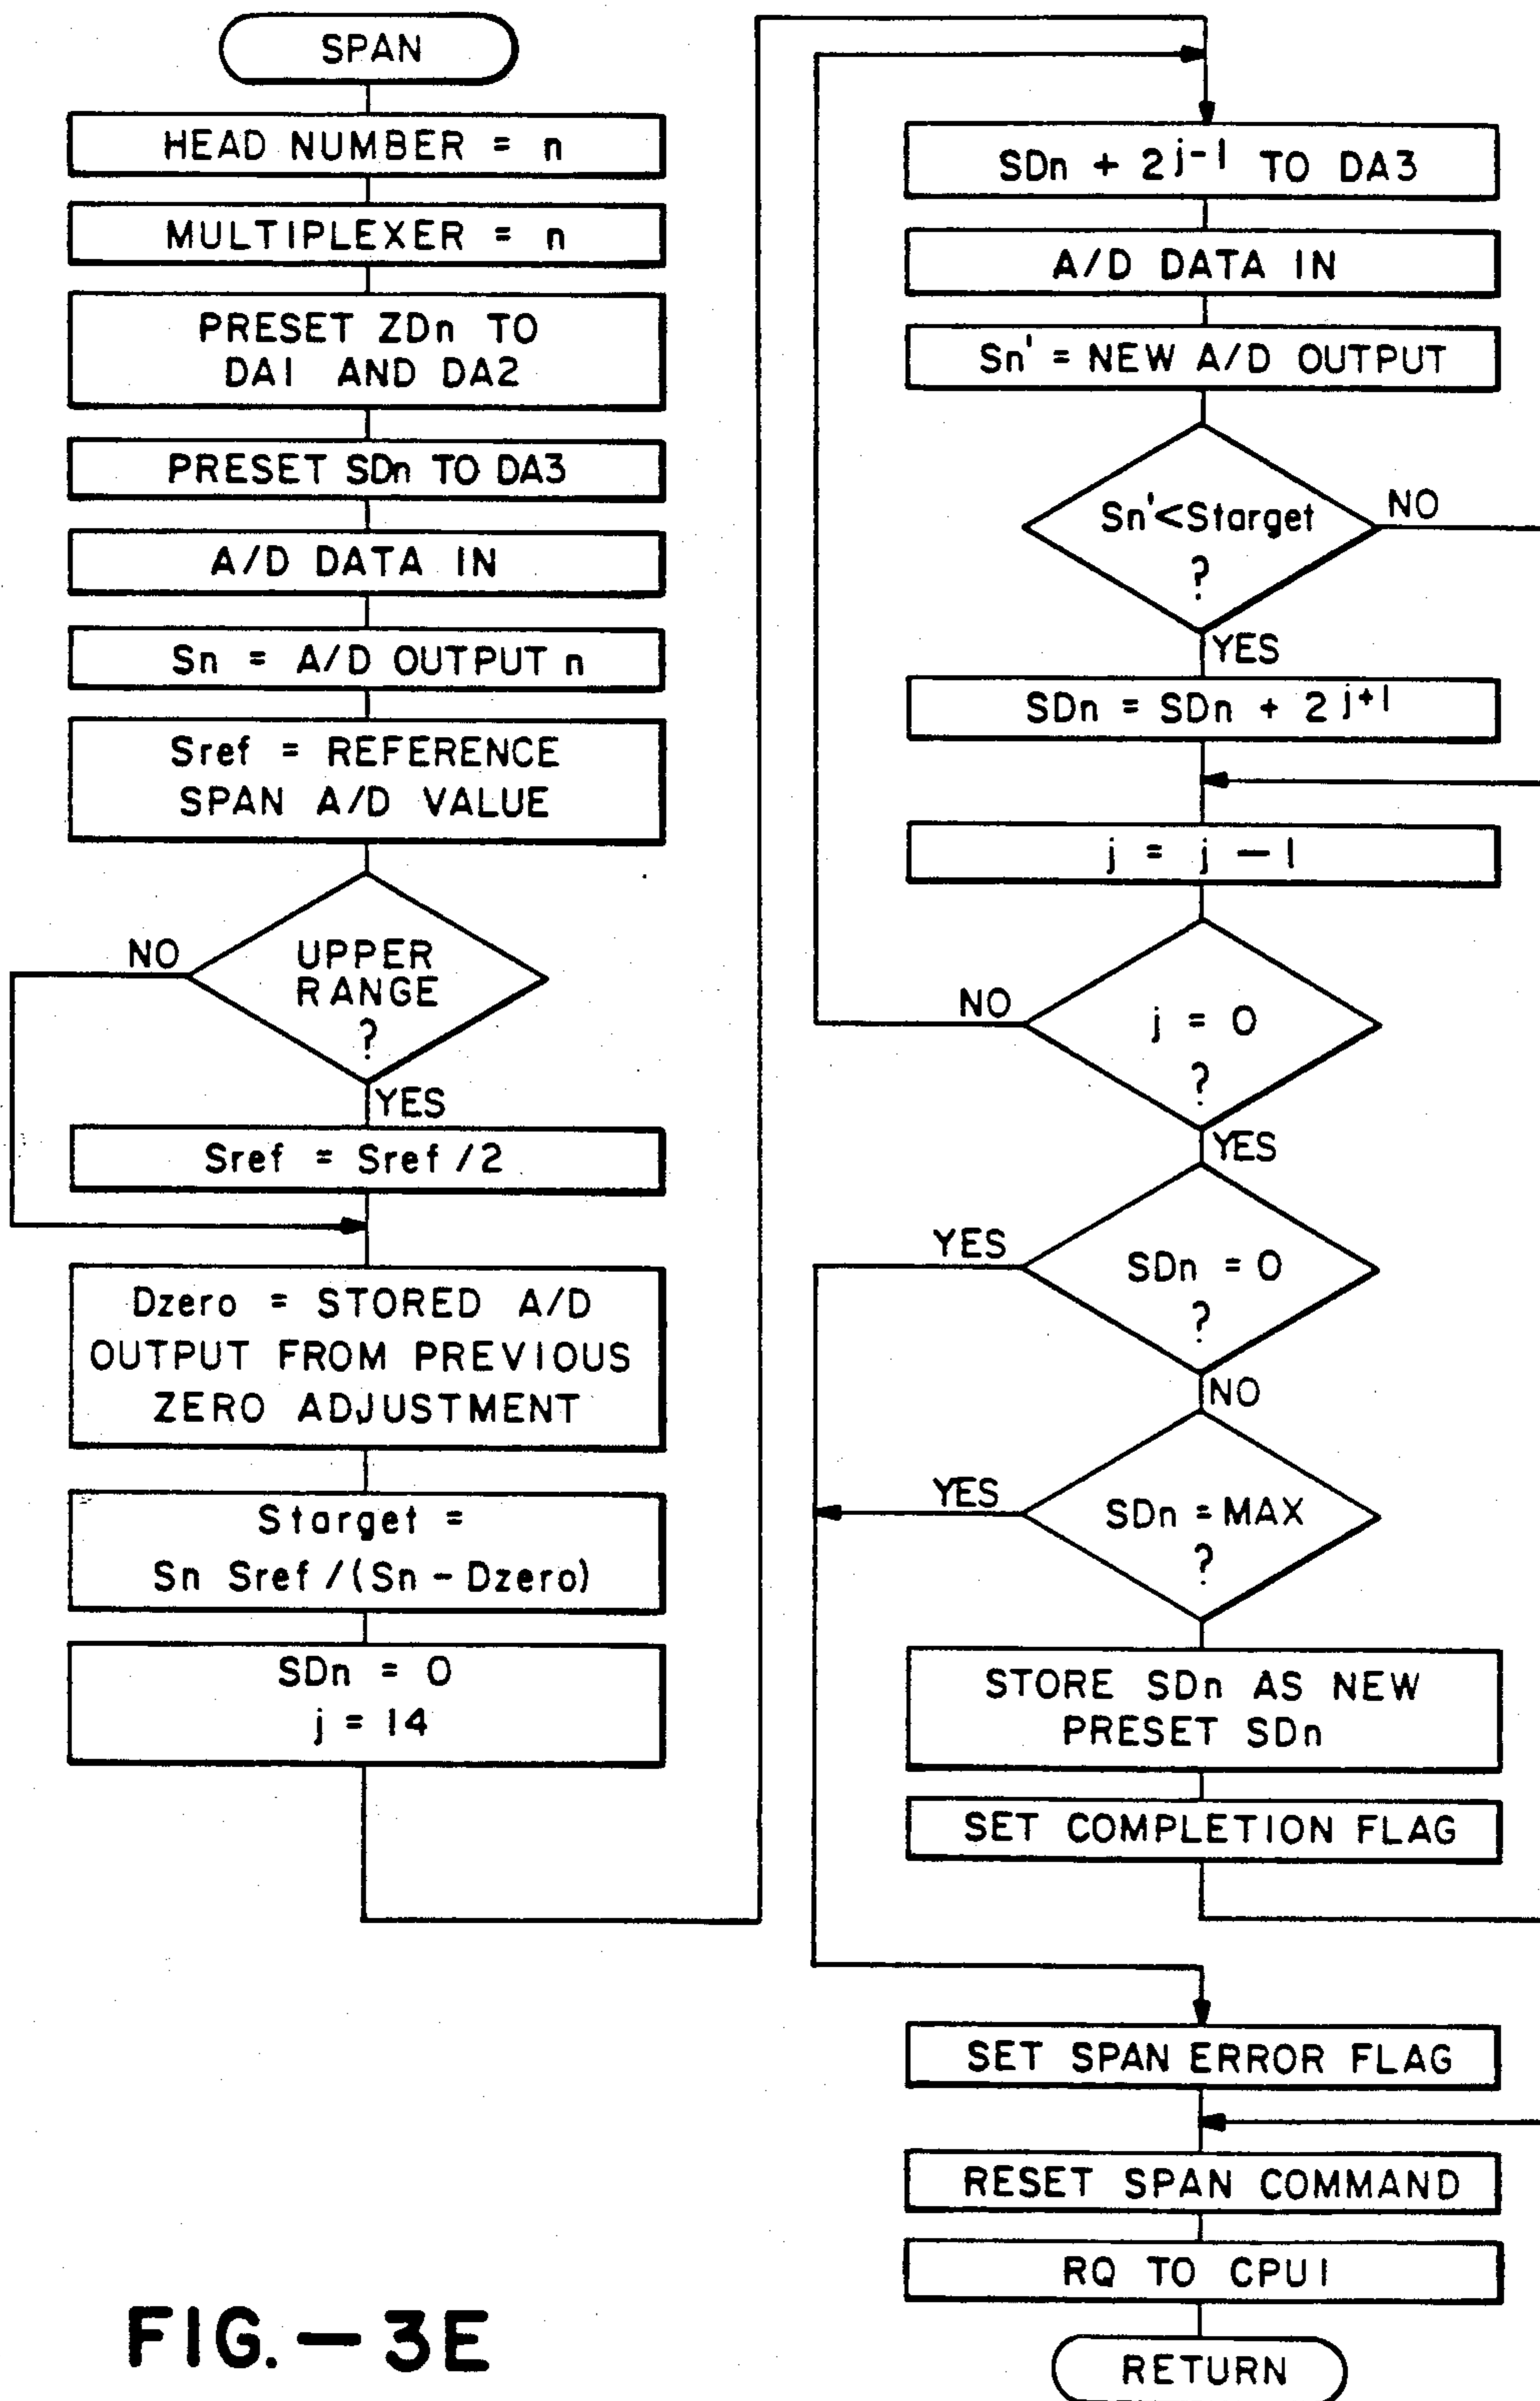 SPAN
HEAD NUMBER = n
MULTIPLEXER = n
PRESET ZDn TO
DA1 AND DA2
PRESET SDn TO DA3
A/D DATA IN
Sn = A/D OUTPUT n
Sref = REFERENCE
SPAN A/D VALUE
NO
UPPER
RANGE
?
YES
Sref = Sref /2
Dzero = STORED A/D
OUTPUT FROM PREVIOUS
ZERO ADJUSTMENT
Starget =
Sn Sref /(Sn - Dzero)
SDn = 0
j = 14
SDn + 2^j-1 TO DA3
A/D DATA IN
Sn' = NEW A/D OUTPUT
Sn'<Starget
?
NO
YES
SDn = SDn + 2^j+1
j = j - 1
NO
j = 0
?
YES
YES
SDn = 0
?
NO
YES
SDn = MAX
?
STORE SDn AS NEW
PRESET SDn
SET COMPLETION FLAG
SET SPAN ERROR FLAG
RESET SPAN COMMAND
RQ TO CPU1
RETURN
FIG.-3E